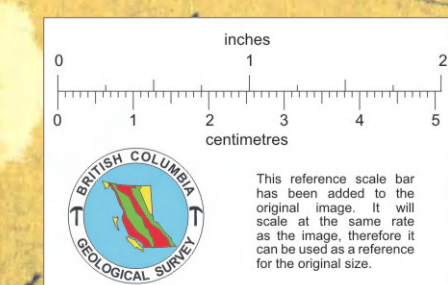 inches
0 1 2
0 1 2 3 4 5
centimetres
BRITISH COLUMBIA
GEOLOGICAL SURVEY
This reference scale bar
has been added to the
original image. It will
scale at the same rate
as the image, therefore it
can be used as a reference
for the original size.